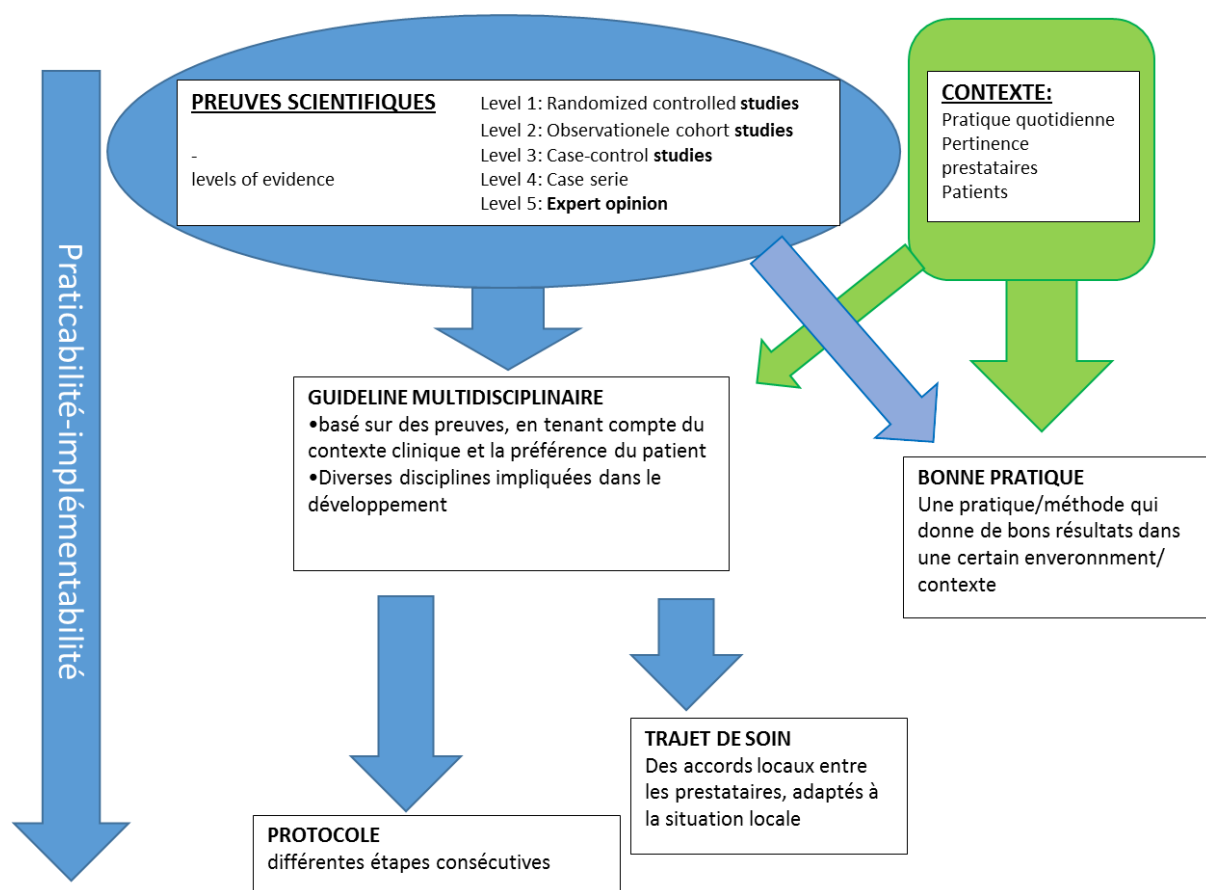 PREUVES SCIENTIFIQUES
-
levels of evidence
Level 1: Randomized controlled studies
Level 2: Observationele cohort studies
Level 3: Case-control studies
Level 4: Case serie
Level 5: Expert opinion
CONTEXTE:
Pratique quotidienne
Pertinence
prestataires
Patients
Praticabilité-implémentabilité
GUIDELINE MULTIDISCIPLINAIRE
•basé sur des preuves, en tenant compte du
contexte clinique et la préférence du patient
•Diverses disciplines impliquées dans le
développement
BONNE PRATIQUE
Une pratique/méthode qui
donne de bons résultats dans
une certain enveronnment/
contexte
TRAJET DE SOIN
Des accords locaux entre
les prestataires, adaptés à
la situation locale
PROTOCOLE
différentes étapes consécutives